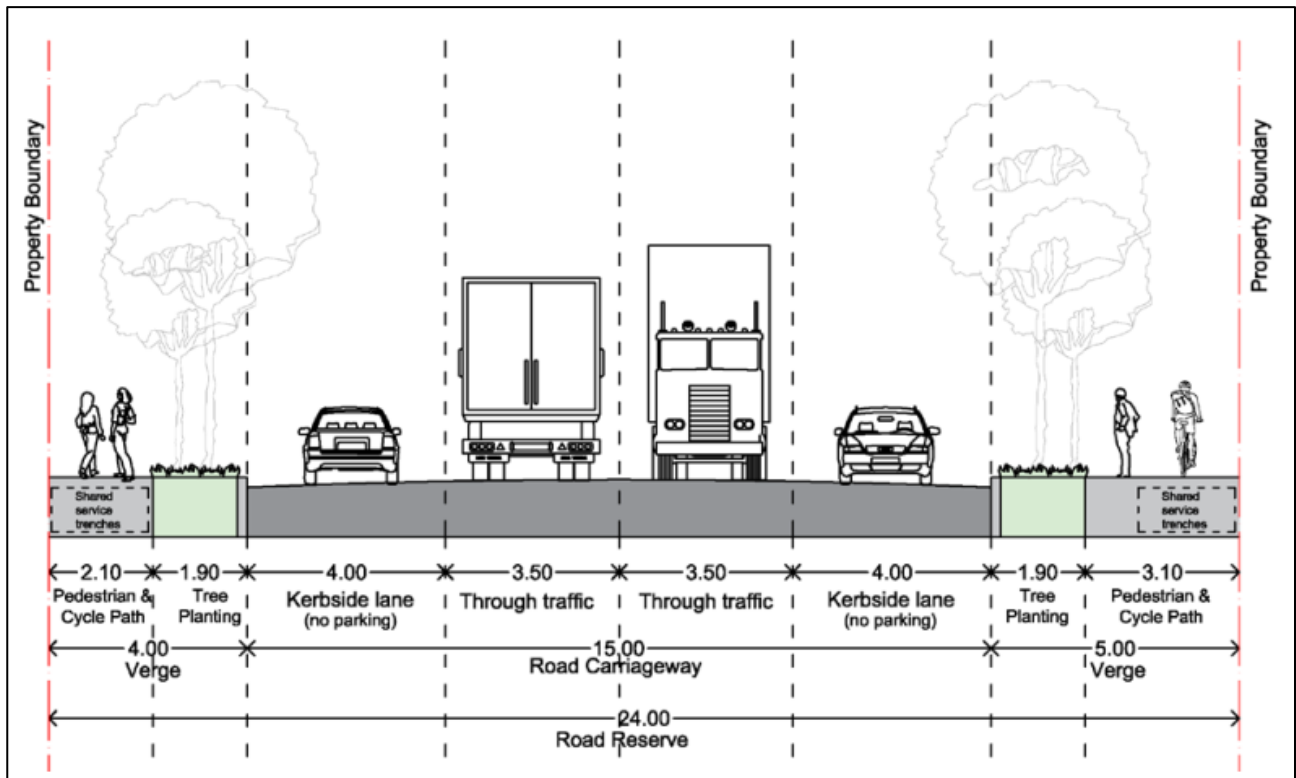 Property Boundary
Property Boundary
Shared
service
trenches
Shared
service
trenches
2.10
1.90
4.00
3.50
3.50
4.00
1.90
3.10
Pedestrian &
Cycle Path
Tree
Planting
Kerbside lane
(no parking)
Through traffic
Through traffic
Kerbside lane
(no parking)
Tree
Planting
Pedestrian &
Cycle Path
4.00
Verge
15.00
Road Carriageway
5.00
Verge
24.00
Road Reserve